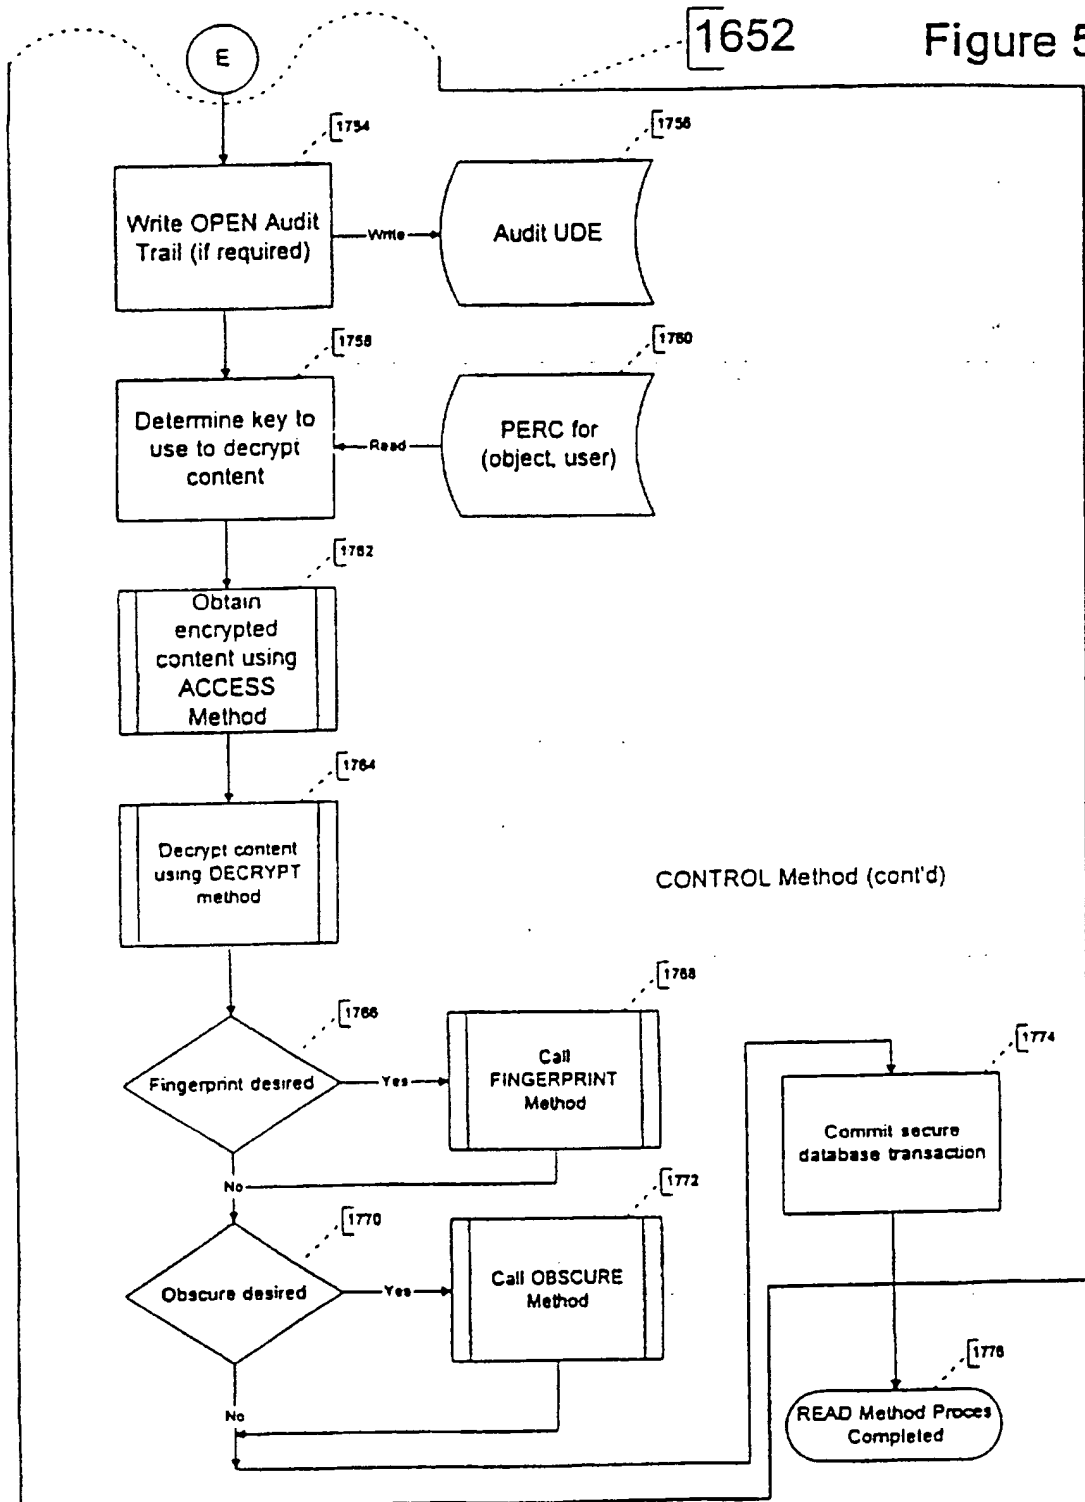 1652
Figure 5
E
1754
Write OPEN Audit
Trail (if required)
Write
1756
Audit UDE
1758
Determine key to
use to decrypt
content
Read
1760
PERC for
(object, user)
1762
Obtain
encrypted
content using
ACCESS
Method
1764
Decrypt content
using DECRYPT
method
CONTROL Method (cont'd)
1766
Fingerprint desired
Yes
1768
Call
FINGERPRINT
Method
No
1770
Obscure desired
Yes
1772
Call OBSCURE
Method
No
1774
Commit secure
database transaction
1776
READ Method Proces
Completed